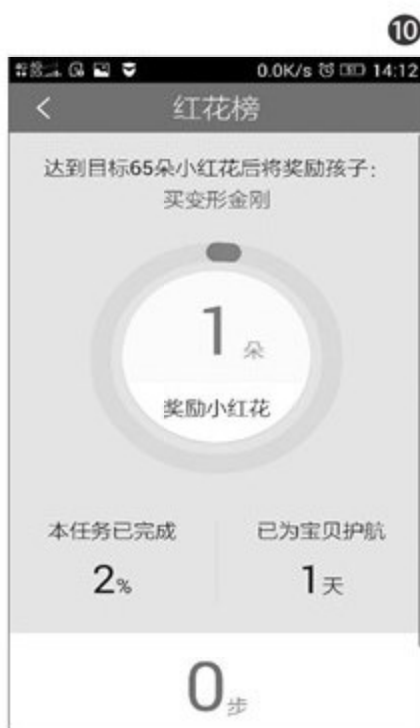 10
0.0K/s 14:12
< 红花榜
达到目标65朵小红花后将奖励孩子：
买变形金刚
1 朵
奖励小红花
本任务已完成 已为宝贝护航
2% 1天
0步